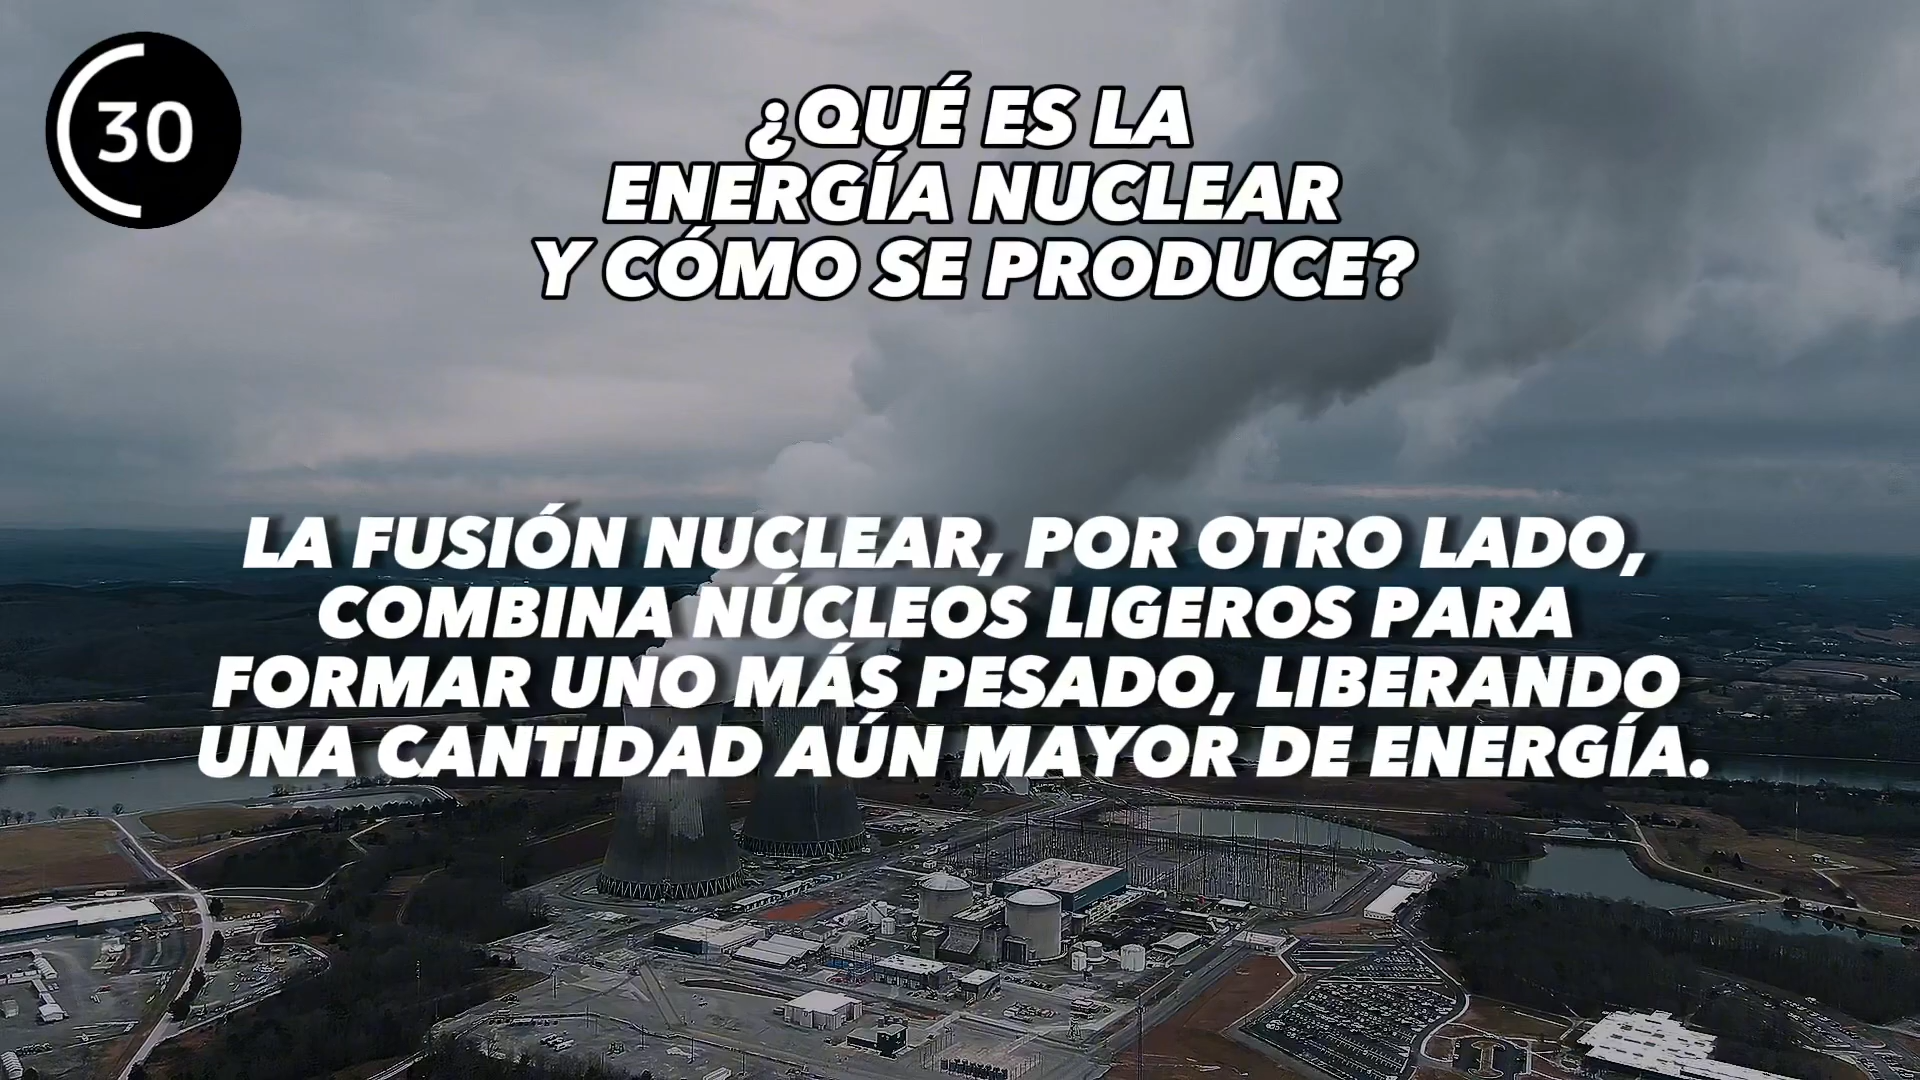 30
¿QUÉ ES LA
ENERGÍA NUCLEAR
Y CÓMO SE PRODUCE?
LA FUSIÓN NUCLEAR, POR OTRO LADO,
COMBINA NÚCLEOS LIGEROS PARA
FORMAR UNO MÁS PESADO, LIBERANDO
UNA CANTIDAD AÚN MAYOR DE ENERGÍA.